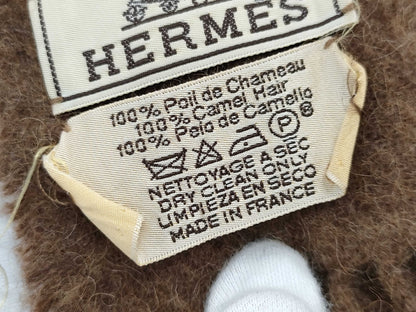 HERMES
100% Poil de Chameau
100% Camel Hair
100% Pelo de Camello ®
P
NETTOYAGE A SEC
DRY CLEAN ONLY
LIMPIEZA EN SECO
MADE IN FRANCE